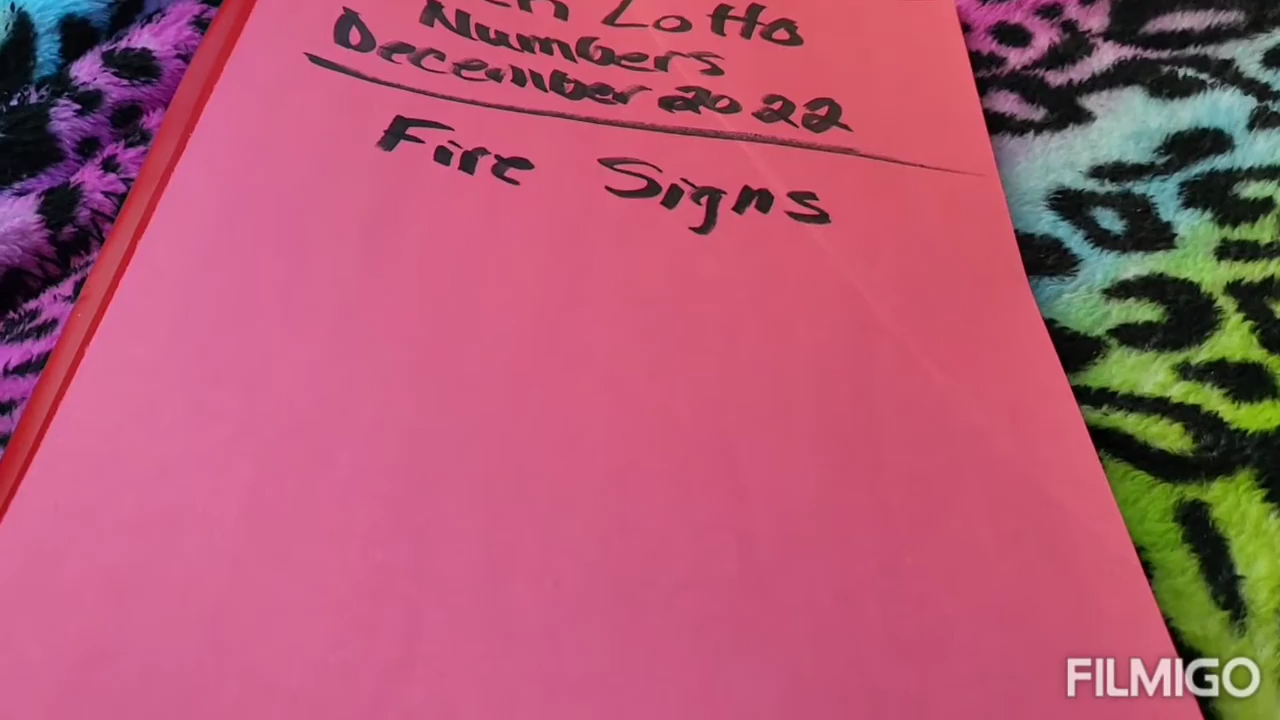 Lotto
Numbers
December 2022
Fire Signs
FILMIGO